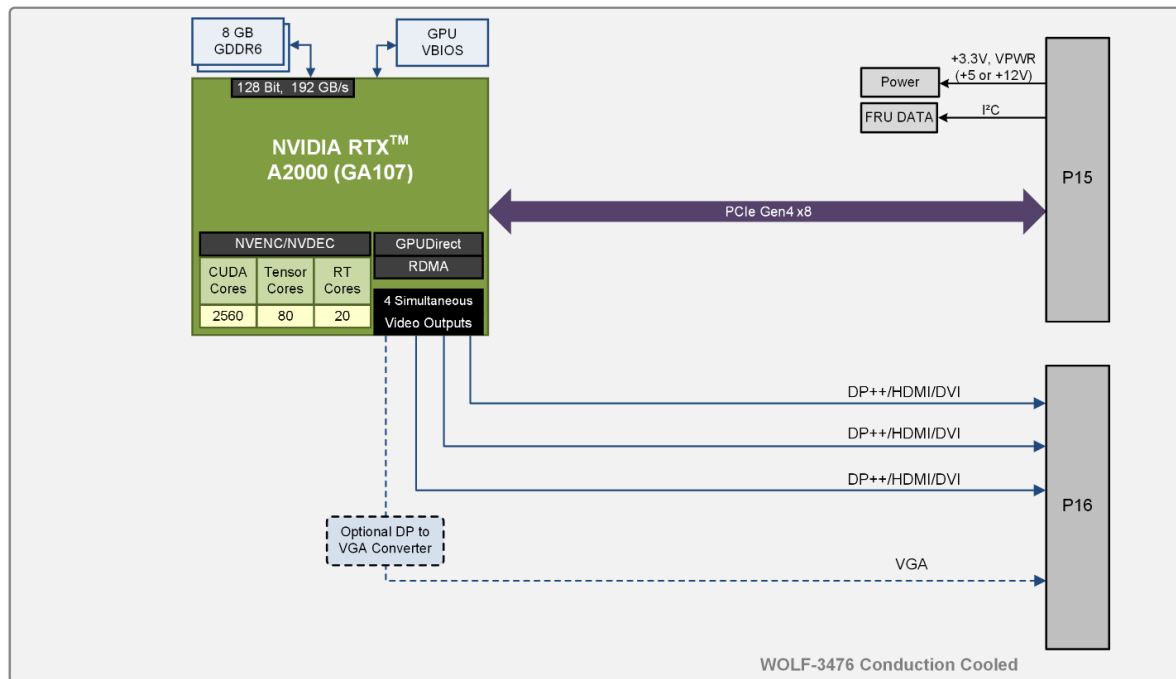 8 GB
GDDR6
GPU
VBIOS
128 Bit, 192 GB/s
NVIDIA RTX™
A2000 (GA107)
NVENC/NVDEC
CUDA
Cores
Tensor
Cores
RT
Cores
2560
80
20
GPUDirect
RDMA
4 Simultaneous
Video Outputs
+3.3V, VPWR
(+5 or +12V)
Power
FRU DATA
I²C
P15
PCIe Gen4 x8
DP++/HDMI/DVI
DP++/HDMI/DVI
DP++/HDMI/DVI
P16
Optional DP to
VGA Converter
VGA
WOLF-3476 Conduction Cooled